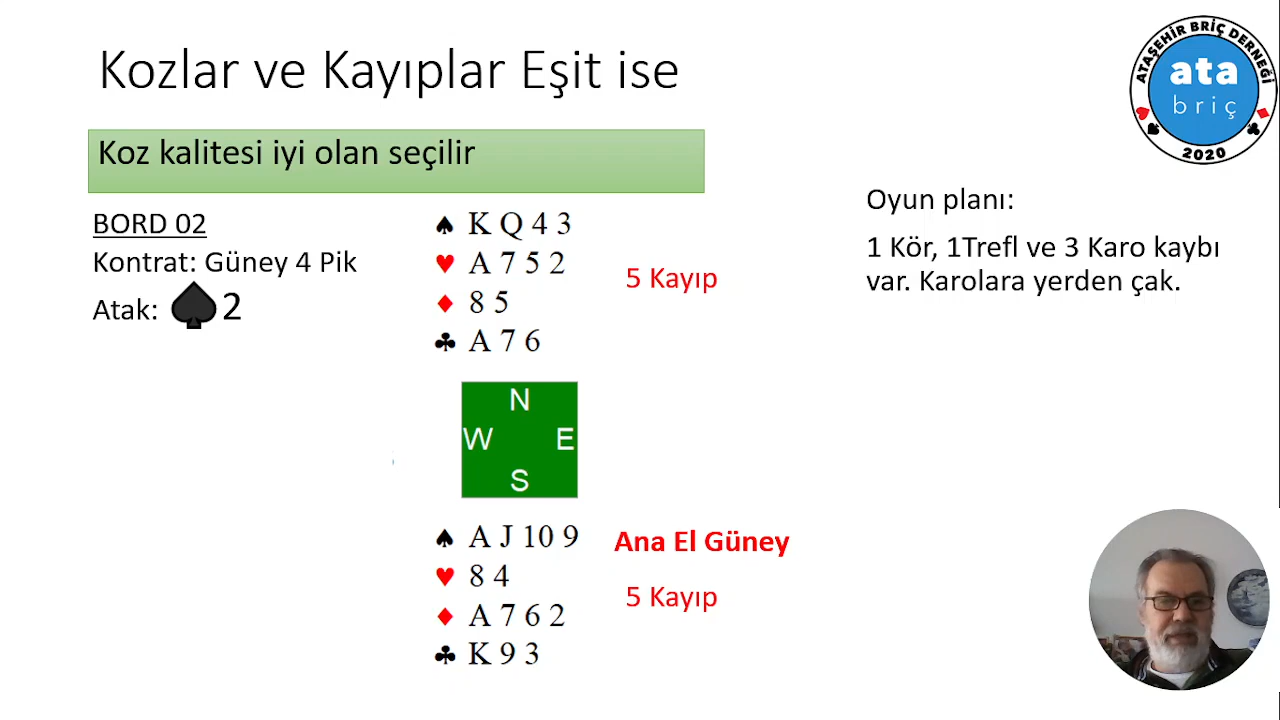 Kozlar ve Kayıplar Eşit ise
ATAŞEHİR BRİÇ DERNEĞİ
ata
briç
2020
Koz kalitesi iyi olan seçilir
BORD 02
Kontrat: Güney 4 Pik
Atak: ♠ 2
♠ K Q 4 3
♥ A 7 5 2
♦ 8 5
♣ A 7 6
5 Kayıp
N
W E
S
♠ A J 10 9
♥ 8 4
♦ A 7 6 2
♣ K 9 3
Ana El Güney
5 Kayıp
Oyun planı:
1 Kör, 1Trefl ve 3 Karo kaybı
var. Karolara yerden çak.